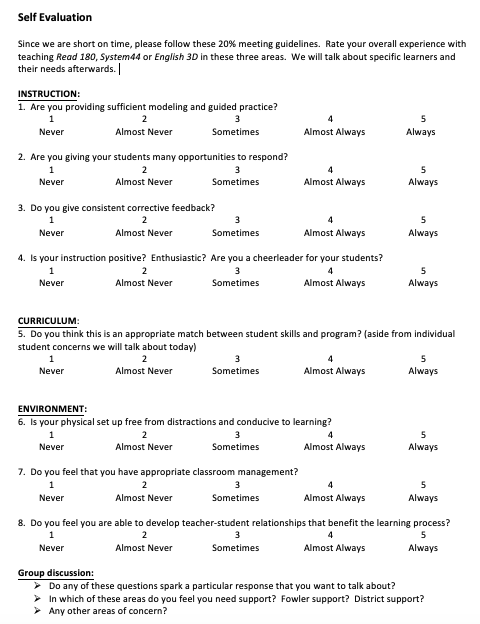 Self Evaluation
Since we are short on time, please follow these 20% meeting guidelines. Rate your overall experience with
teaching Read 180, System44 or English 3D in these three areas. We will talk about specific learners and
their needs afterwards.
INSTRUCTION:
1. Are you providing sufficient modeling and guided practice?
1 2 3 4 5
Never Almost Never Sometimes Almost Always Always
2. Are you giving your students many opportunities to respond?
1 2 3 4 5
Never Almost Never Sometimes Almost Always Always
3. Do you give consistent corrective feedback?
1 2 3 4 5
Never Almost Never Sometimes Almost Always Always
4. Is your instruction positive? Enthusiastic? Are you a cheerleader for your students?
1 2 3 4 5
Never Almost Never Sometimes Almost Always Always
CURRICULUM:
5. Do you think this is an appropriate match between student skills and program? (aside from individual
student concerns we will talk about today)
1 2 3 4 5
Never Almost Never Sometimes Almost Always Always
ENVIRONMENT:
6. Is your physical set up free from distractions and conducive to learning?
1 2 3 4 5
Never Almost Never Sometimes Almost Always Always
7. Do you feel that you have appropriate classroom management?
1 2 3 4 5
Never Almost Never Sometimes Almost Always Always
8. Do you feel you are able to develop teacher-student relationships that benefit the learning process?
1 2 3 4 5
Never Almost Never Sometimes Almost Always Always
Group discussion:
➢ Do any of these questions spark a particular response that you want to talk about?
➢ In which of these areas do you feel you need support? Fowler support? District support?
➢ Any other areas of concern?